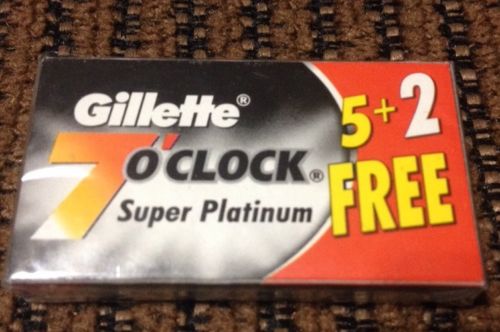 Gillette®
7 O'CLOCK®
Super Platinum
5+2
FREE